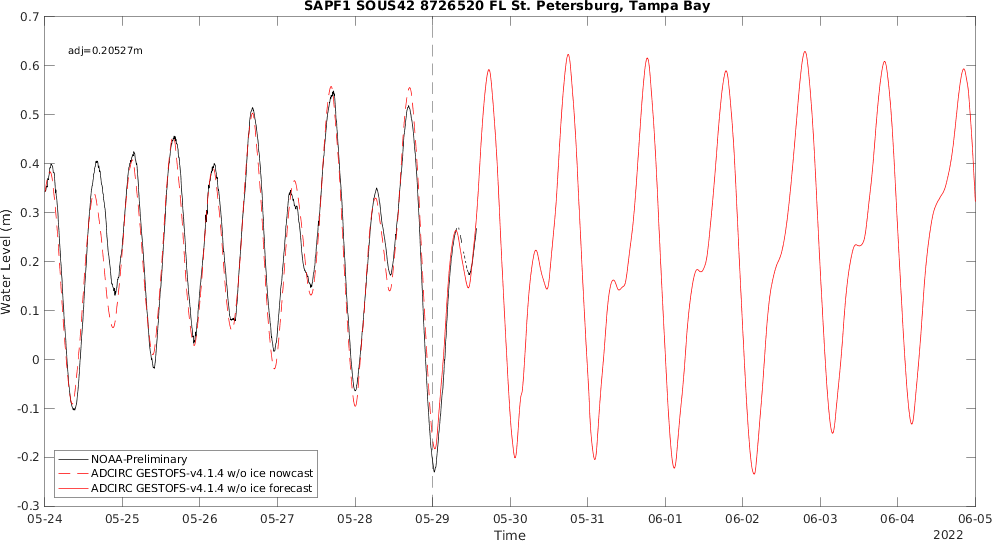 SAPF1 SOUS42 8726520 FL St. Petersburg, Tampa Bay
adj=0.20527m
0.7
0.6
0.5
0.4
0.3
0.2
0.1
0
-0.1
-0.2
-0.3
Water Level (m)
NOAA-Preliminary
ADCIRC GESTOFS-v4.1.4 w/o ice nowcast
ADCIRC GESTOFS-v4.1.4 w/o ice forecast
05-24 05-25 05-26 05-27 05-28 05-29 05-30 05-31 06-01 06-02 06-03 06-04 06-05
Time
2022